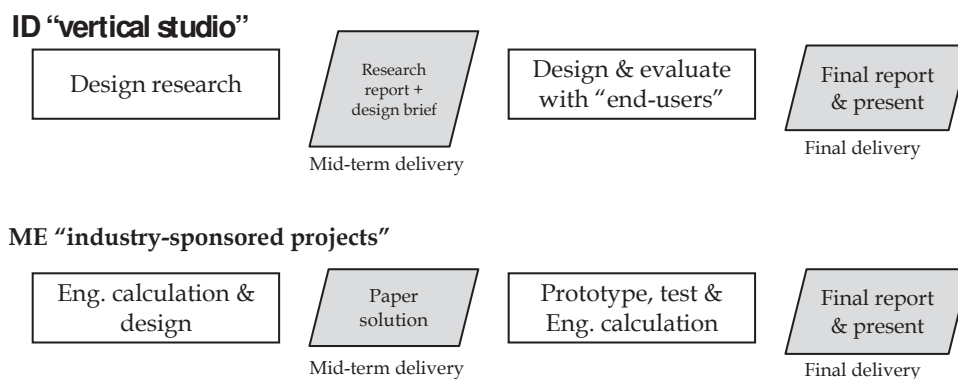 ID “vertical studio”
Design research
Research
report +
design brief
Mid-term delivery
Design & evaluate
with “end-users”
Final report
& present
Final delivery
ME “industry-sponsored projects”
Eng. calculation &
design
Paper
solution
Mid-term delivery
Prototype, test &
Eng. calculation
Final report
& present
Final delivery